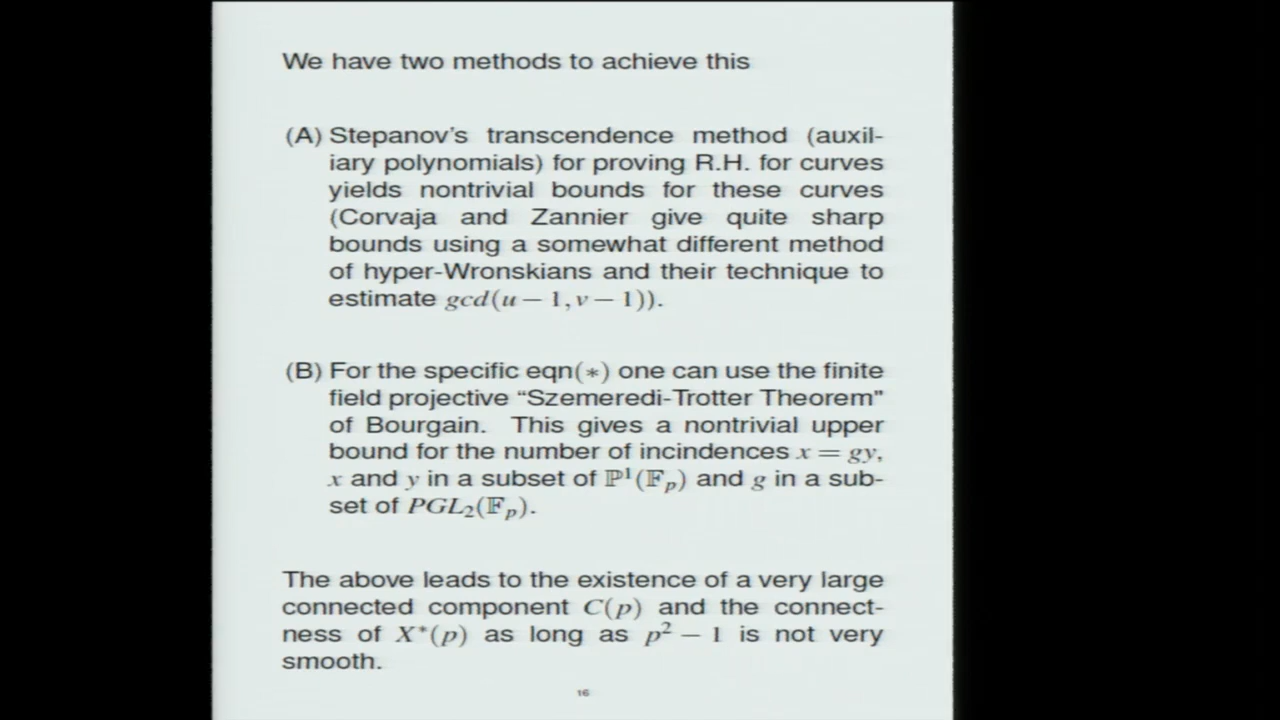 We have two methods to achieve this
(A) Stepanov's transcendence method (auxil-
iary polynomials) for proving R.H. for curves
yields nontrivial bounds for these curves
(Corvaja and Zannier give quite sharp
bounds using a somewhat different method
of hyper-Wronskians and their technique to
estimate gcd(u − 1, v − 1)).
(B) For the specific eqn(∗) one can use the finite
field projective “Szemeredi-Trotter Theorem”
of Bourgain. This gives a nontrivial upper
bound for the number of incindences x = gy,
x and y in a subset of ℙ¹(𝔽ₚ) and g in a sub-
set of PGL₂(𝔽ₚ).
The above leads to the existence of a very large
connected component C(p) and the connect-
ness of X*(p) as long as p² − 1 is not very
smooth.
16